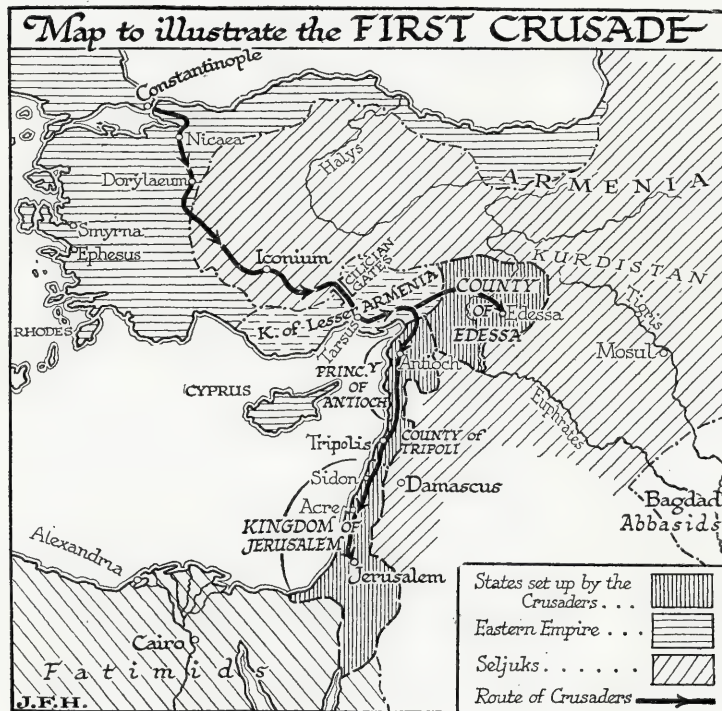 Map to illustrate the FIRST CRUSADE
Constantinople
Nicaea
Halys
Dorylaeum
ARMENIA
Smyrna
Ephesus
Iconium
CILICIAN
GATES
KURDISTAN
K. of Lesser ARMENIA
COUNTY
OF
EDESSA
Edessa
Tigris
RHODES
Tarsus
Mosul
Antioch
PRINC.Y
OF
ANTIOCH
CYPRUS
Euphrates
Tripolis
COUNTY of
TRIPOLI
Sidon
Damascus
Acre
Bagdad
Abbasids
KINGDOM OF
JERUSALEM
Alexandria
Jerusalem
Cairo
Fatimids
J.F.H.
States set up by the
Crusaders ...
Eastern Empire ...
Seljuks ......
Route of Crusaders